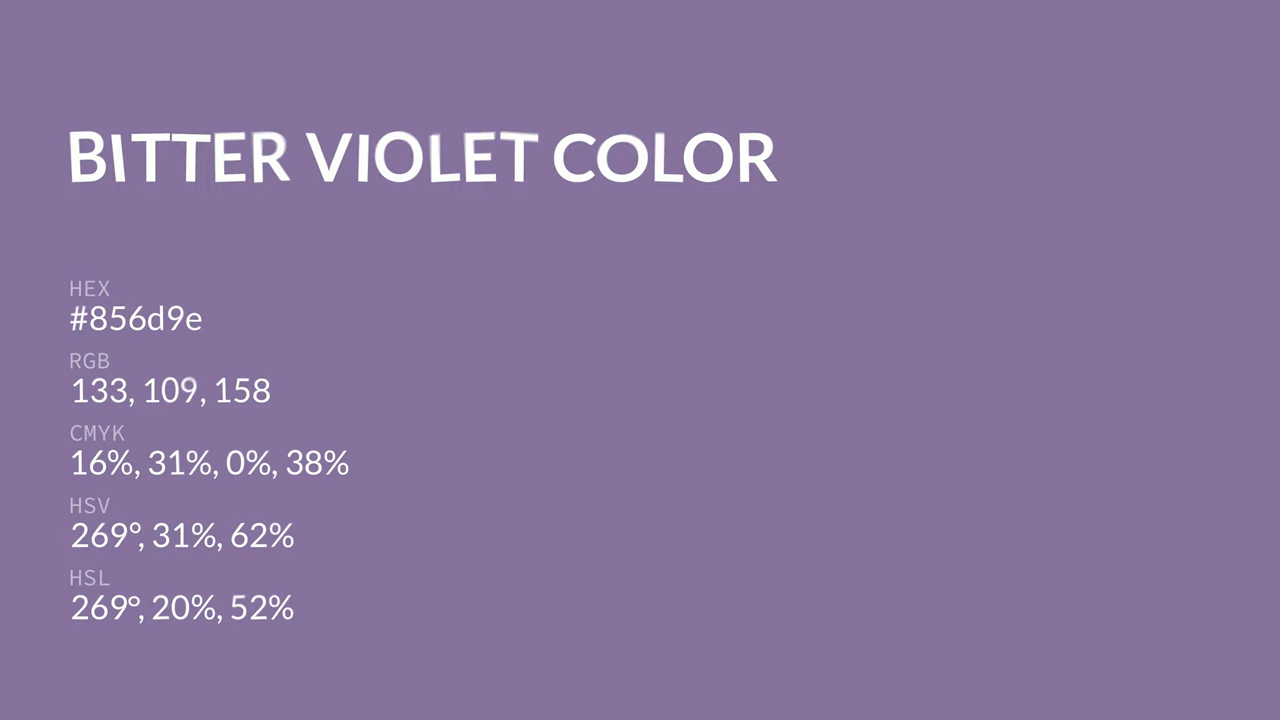 BITTER VIOLET COLOR
HEX
#856d9e
RGB
133, 109, 158
CMYK
16%, 31%, 0%, 38%
HSV
269°, 31%, 62%
HSL
269°, 20%, 52%